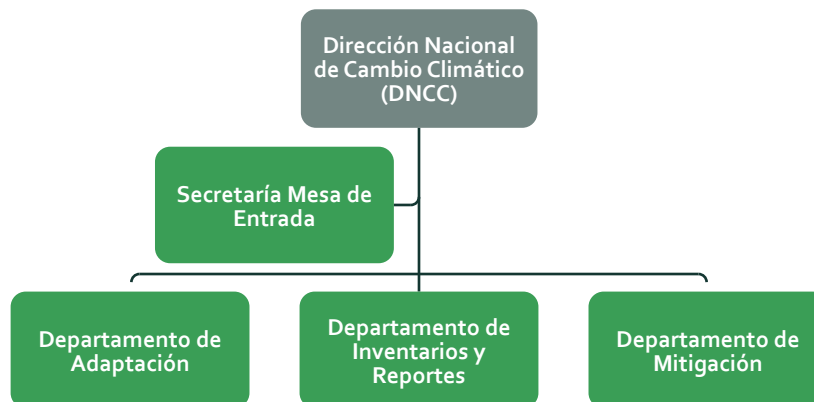 Dirección Nacional
de Cambio Climático
(DNCC)
Secretaría Mesa de
Entrada
Departamento de
Adaptación
Departamento de
Inventarios y
Reportes
Departamento de
Mitigación